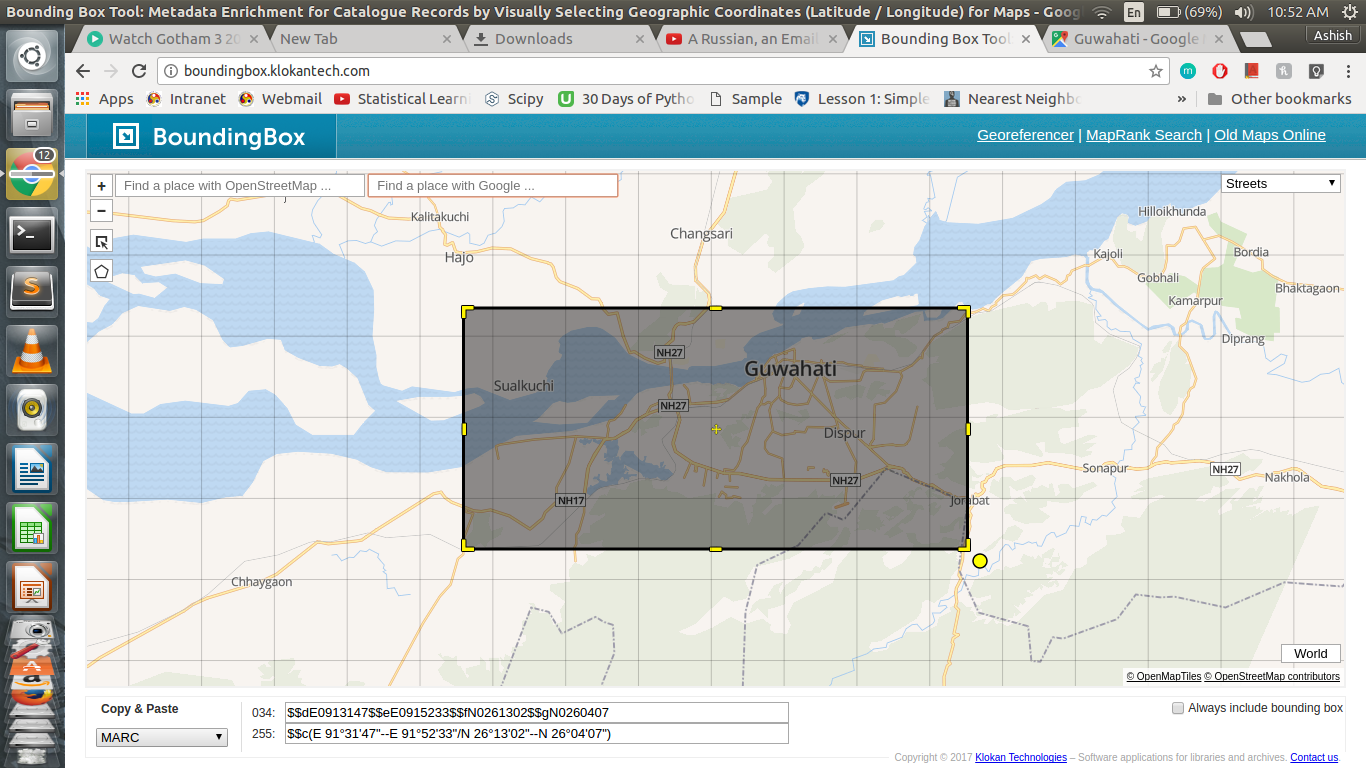 Bounding Box Tool: Metadata Enrichment for Catalogue Records by Visually Selecting Geographic Coordinates (Latitude / Longitude) for Maps - Goog
En (69%) 10:52 AM
Watch Gotham 3 20
New Tab
Downloads
A Russian, an Email
Bounding Box Tool:
Guwahati - Google
Ashish
12
boundingbox.klokantech.com
Apps
Intranet
Webmail
Statistical Learni
Scipy
30 Days of Pytho
Sample
Lesson 1: Simple
Nearest Neighbo
»
Other bookmarks
BoundingBox
Georeferencer | MapRank Search | Old Maps Online
+
Find a place with OpenStreetMap ...
Find a place with Google ...
Streets
−
Kalitakuchi
Hilloikhunda
Changsari
Hajo
Kajoli
Bordia
Gobhali
Bhaktagaon
Kamarpur
Diprang
NH27
Guwahati
Sualkuchi
NH27
Dispur
Sonapur
NH27
Nakhola
NH27
NH17
Jorabat
Chhaygaon
World
© OpenMapTiles © OpenStreetMap contributors
Copy & Paste
034:
$$dE0913147$$eE0915233$$fN0261302$$gN0260407
Always include bounding box
MARC
255:
$$c(E 91°31'47"--E 91°52'33"/N 26°13'02"--N 26°04'07")
Copyright © 2017 Klokan Technologies – Software applications for libraries and archives. Contact us.